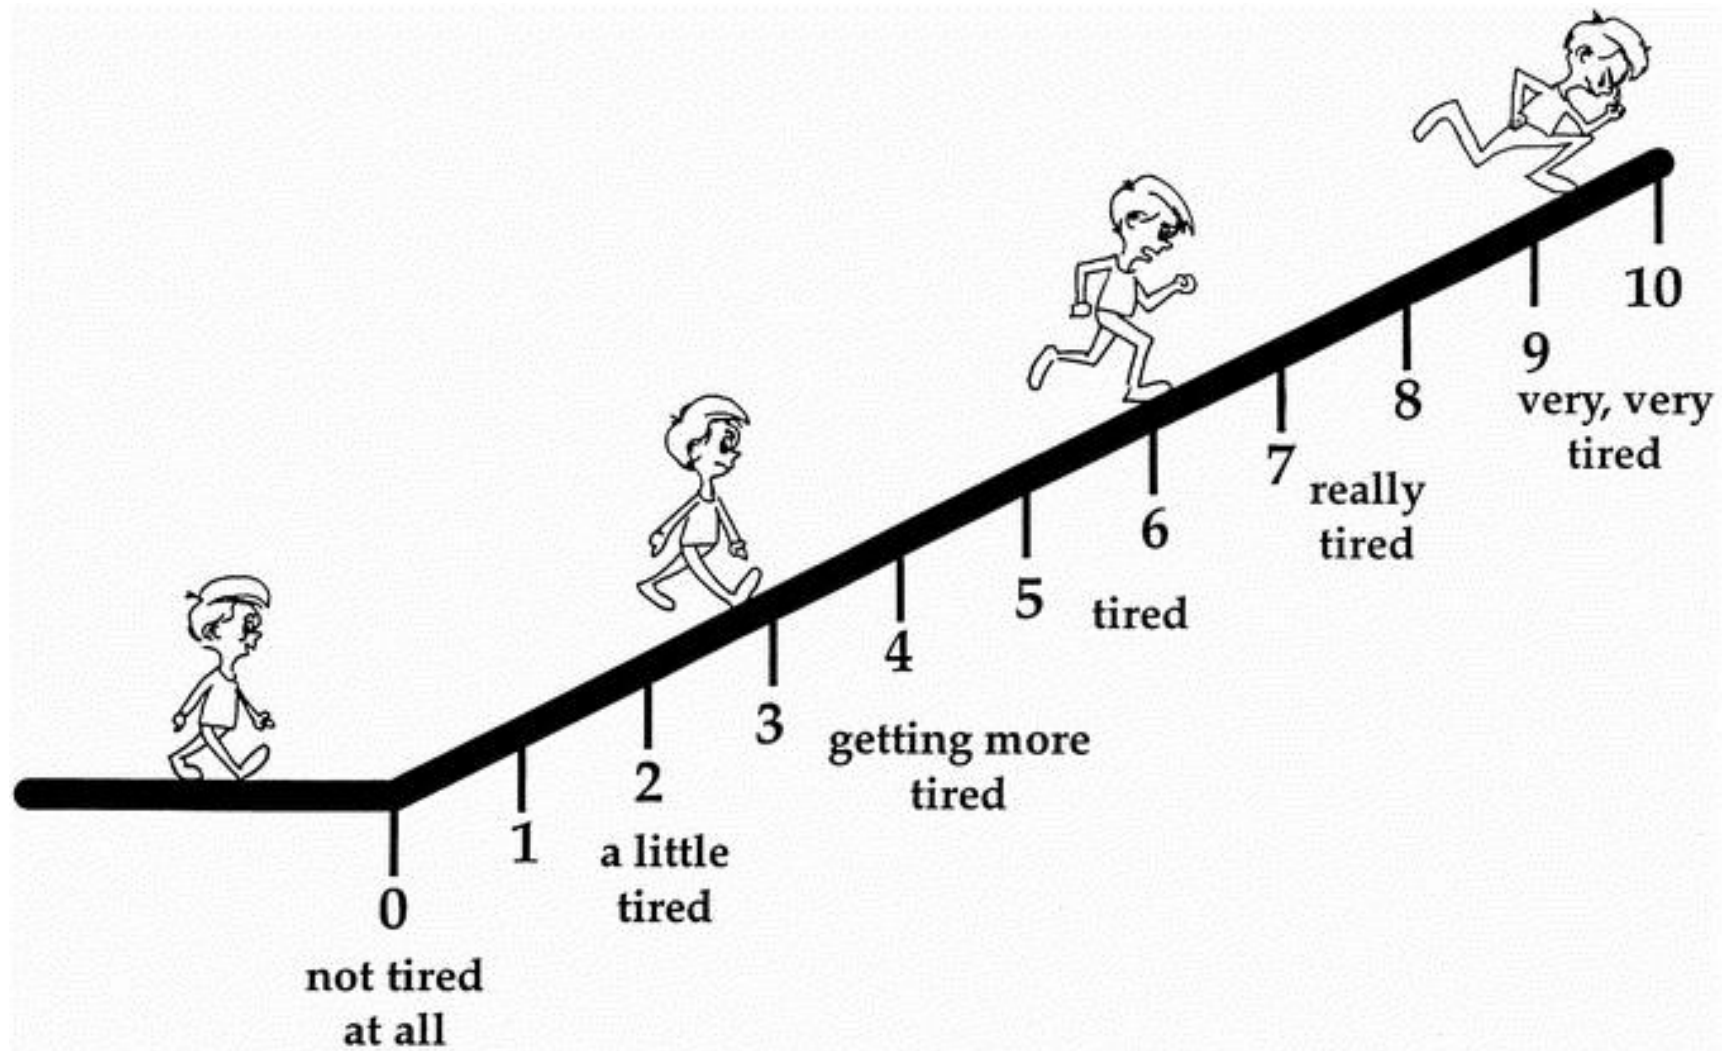 0
not tired
at all
1
2
a little
tired
3
4
getting more
tired
5
6
tired
7
really
tired
8
9
very, very
tired
10